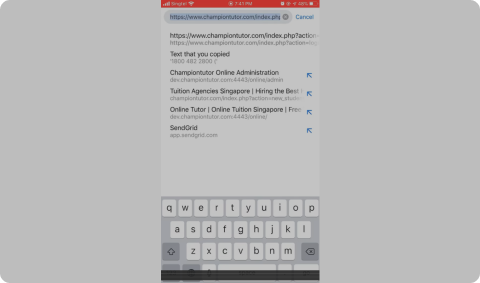 Singtel 7:41 PM 68%
https://www.championtutor.com/index.php Cancel
https://www.championtutor.com/index.php?action=
https://www.championtutor.com/index.php?action=
Text that you copied
"1800 482 2800 ("
Championtutor Online Administration
dev.championtutor.com:4443/online/admin
Tuition Agencies Singapore | Hiring the Best
championtutor.com/index.php?action=new_studen
Online Tutor | Online Tuition Singapore | Free
dev.championtutor.com:4443/online/
SendGrid
app.sendgrid.com
q w e r t y u i o p
a s d f g h j k l
z x c v b n m